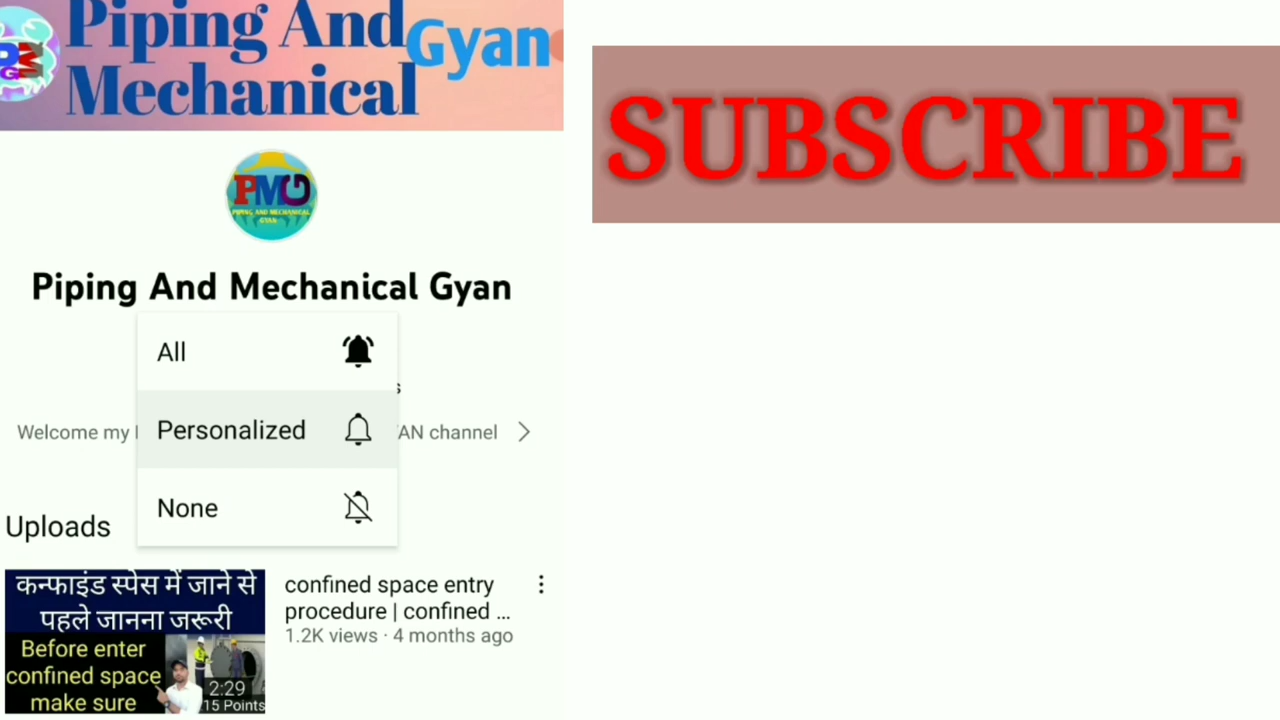 Piping And Gyan
Mechanical
SUBSCRIBE
PMG
PIPING AND MECHANICAL
GYAN
Piping And Mechanical Gyan
All
s
Personalized
Welcome my
AN channel
None
Uploads
कन्फाइंड स्पेस में जाने से
पहले जानना जरूरी
Before enter
confined space
make sure
2:29
15 Points
confined space entry
procedure | confined ...
1.2K views · 4 months ago